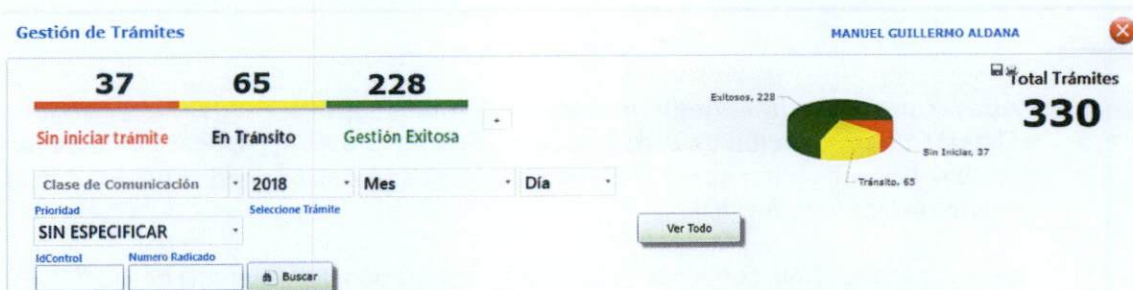 Gestión de Trámites MANUEL GUILLERMO ALDANA
37 65 228
Sin iniciar trámite En Tránsito Gestión Exitosa
Exitosos, 228
Sin Iniciar, 37
Tránsito, 65
Total Trámites
330
Clase de Comunicación 2018 Mes Día
Prioridad Seleccione Trámite
SIN ESPECIFICAR
Ver Todo
IdControl Numero Radicado
Buscar